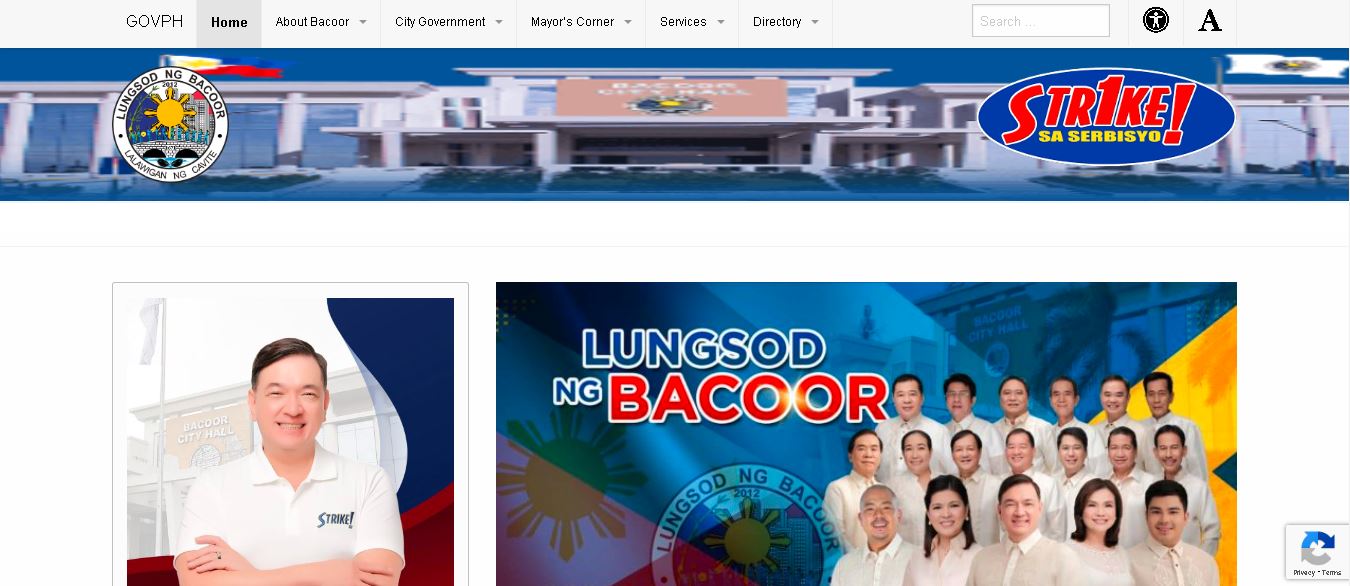 GOVPH
Home
About Bacoor
City Government
Mayor's Corner
Services
Directory
Search ...
A
LUNGSOD NG BACOOR
2012
LALAWIGAN NG CAVITE
BACOOR
CITY HALL
STR1KE!
SA SERBISYO
BACOOR
CITY HALL
STRIKE!
BACOOR
CITY HALL
LUNGSOD
NG BACOOR
LUNGSOD NG BACOOR
2012
Privacy - Terms